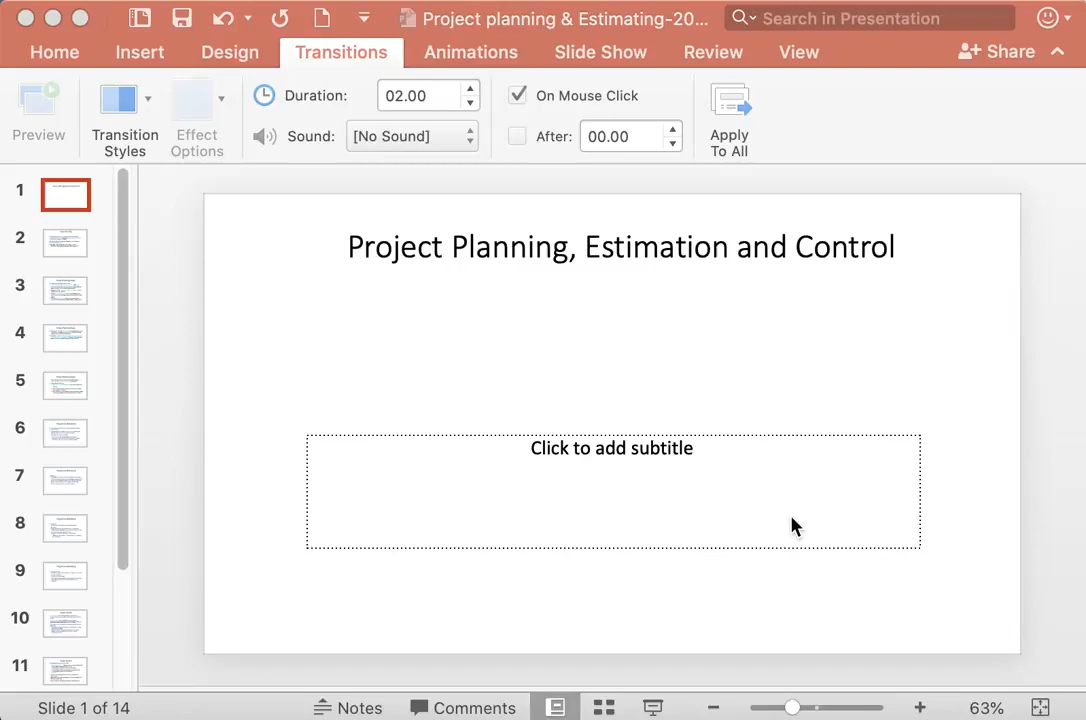 Project planning & Estimating-20...
Search in Presentation
Home Insert Design Transitions Animations Slide Show Review View Share
Preview
Transition Styles
Effect Options
Duration: 02.00
Sound: [No Sound]
On Mouse Click
After: 00.00
Apply To All
1
2
3
4
5
6
7
8
9
10
11
Project Planning, Estimation and Control
Click to add subtitle
Slide 1 of 14
Notes
Comments
63%